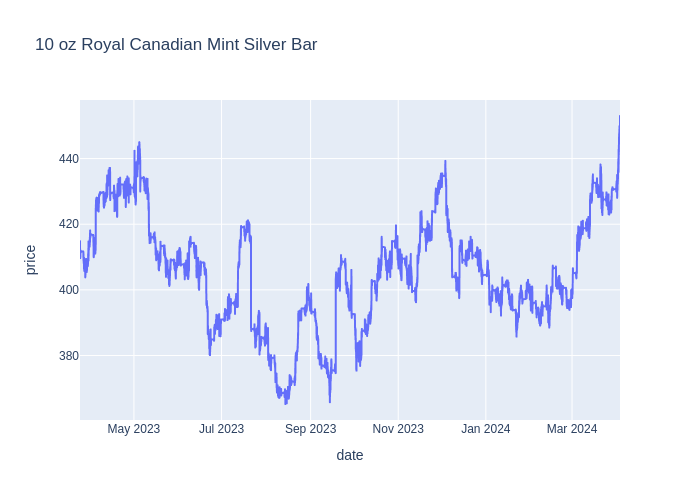 10 oz Royal Canadian Mint Silver Bar
440
420
400
380
price
May 2023
Jul 2023
Sep 2023
Nov 2023
Jan 2024
Mar 2024
date